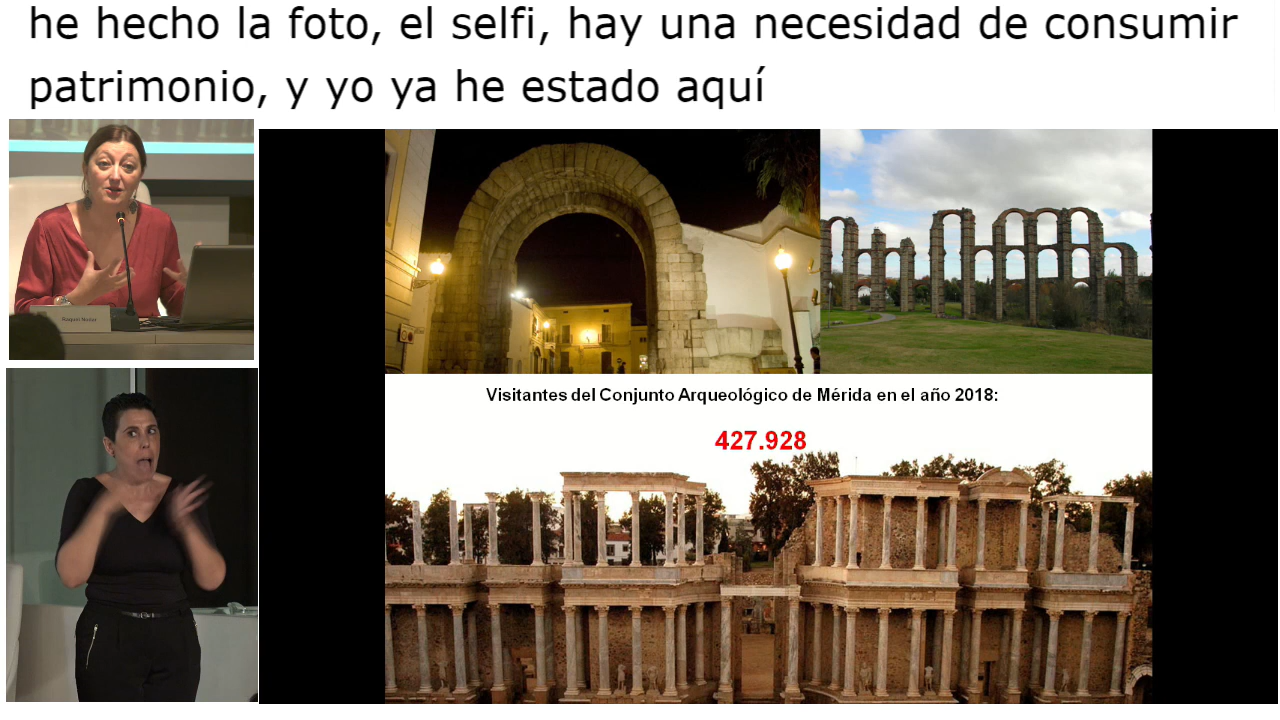 he hecho la foto, el selfi, hay una necesidad de consumir
patrimonio, y yo ya he estado aquí
Visitantes del Conjunto Arqueológico de Mérida en el año 2018:
427.928